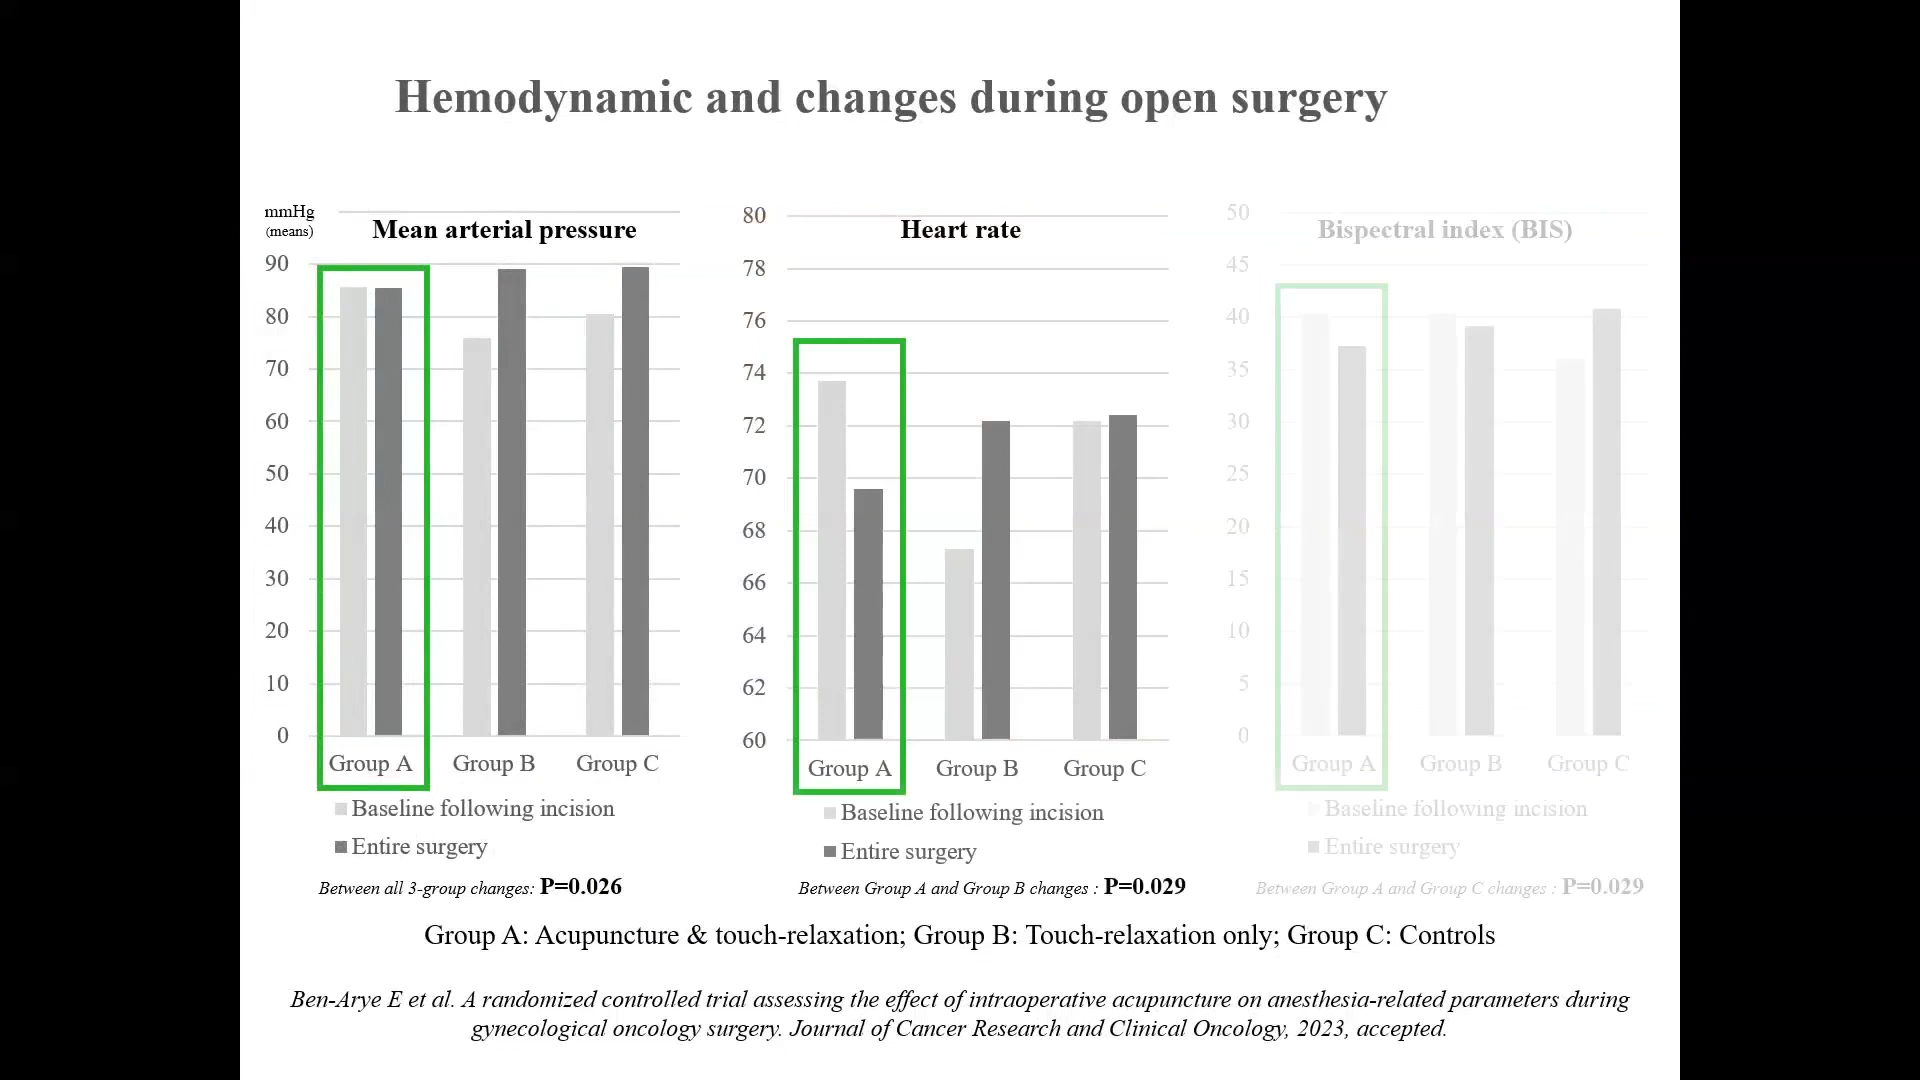 Hemodynamic and changes during open surgery
mmHg
(means)
Mean arterial pressure
90
80
70
60
50
40
30
20
10
0
Group A
Group B
Group C
Baseline following incision
Entire surgery
Between all 3-group changes: P=0.026
Heart rate
80
78
76
74
72
70
68
66
64
62
60
Group A
Group B
Group C
Baseline following incision
Entire surgery
Between Group A and Group B changes : P=0.029
Bispectral index (BIS)
50
45
40
35
30
25
20
15
10
5
0
Group A
Group B
Group C
Baseline following incision
Entire surgery
Between Group A and Group C changes : P=0.029
Group A: Acupuncture & touch-relaxation; Group B: Touch-relaxation only; Group C: Controls
Ben-Arye E et al. A randomized controlled trial assessing the effect of intraoperative acupuncture on anesthesia-related parameters during
gynecological oncology surgery. Journal of Cancer Research and Clinical Oncology, 2023, accepted.